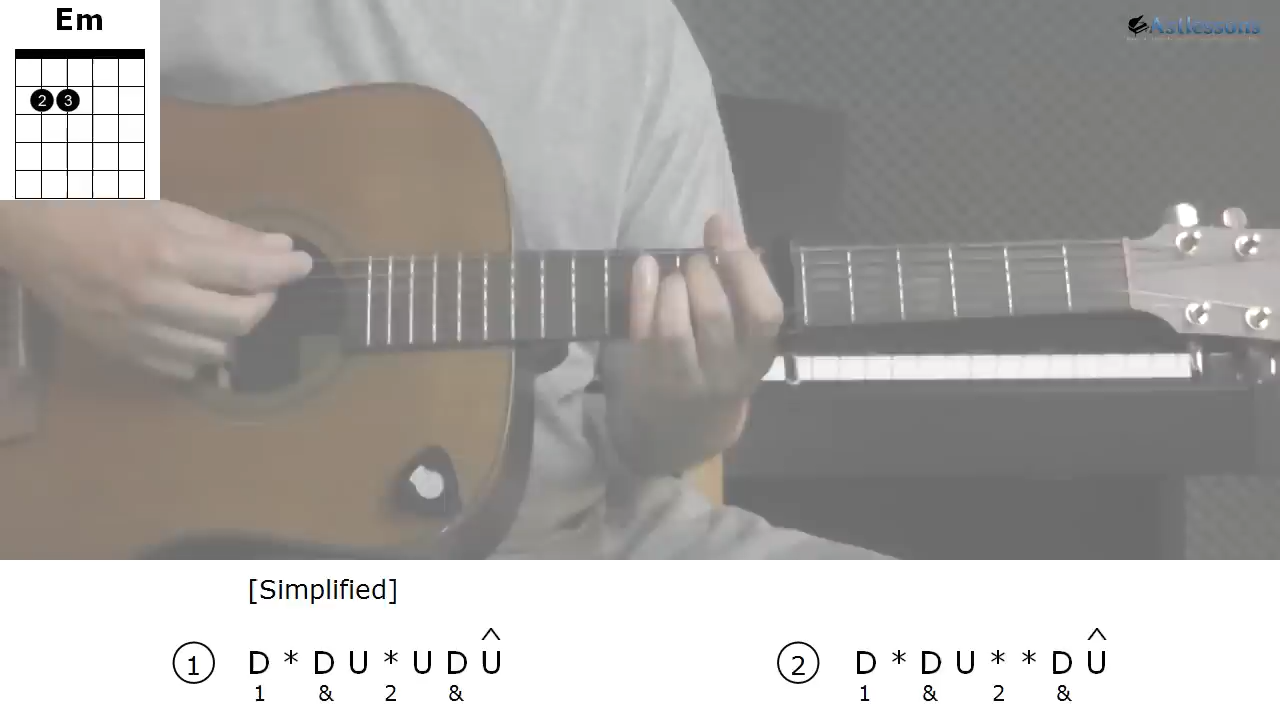 Em
2 3
Astlessons
[Simplified]
^ ^
① D * D U * U D U ② D * D U * * D U
1 & 2 & 1 & 2 &